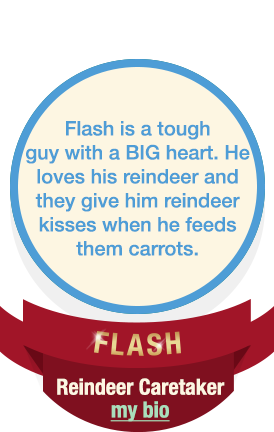 Flash is a tough
guy with a BIG heart. He
loves his reindeer and
they give him reindeer
kisses when he feeds
them carrots.
FLASH
Reindeer Caretaker
my bio